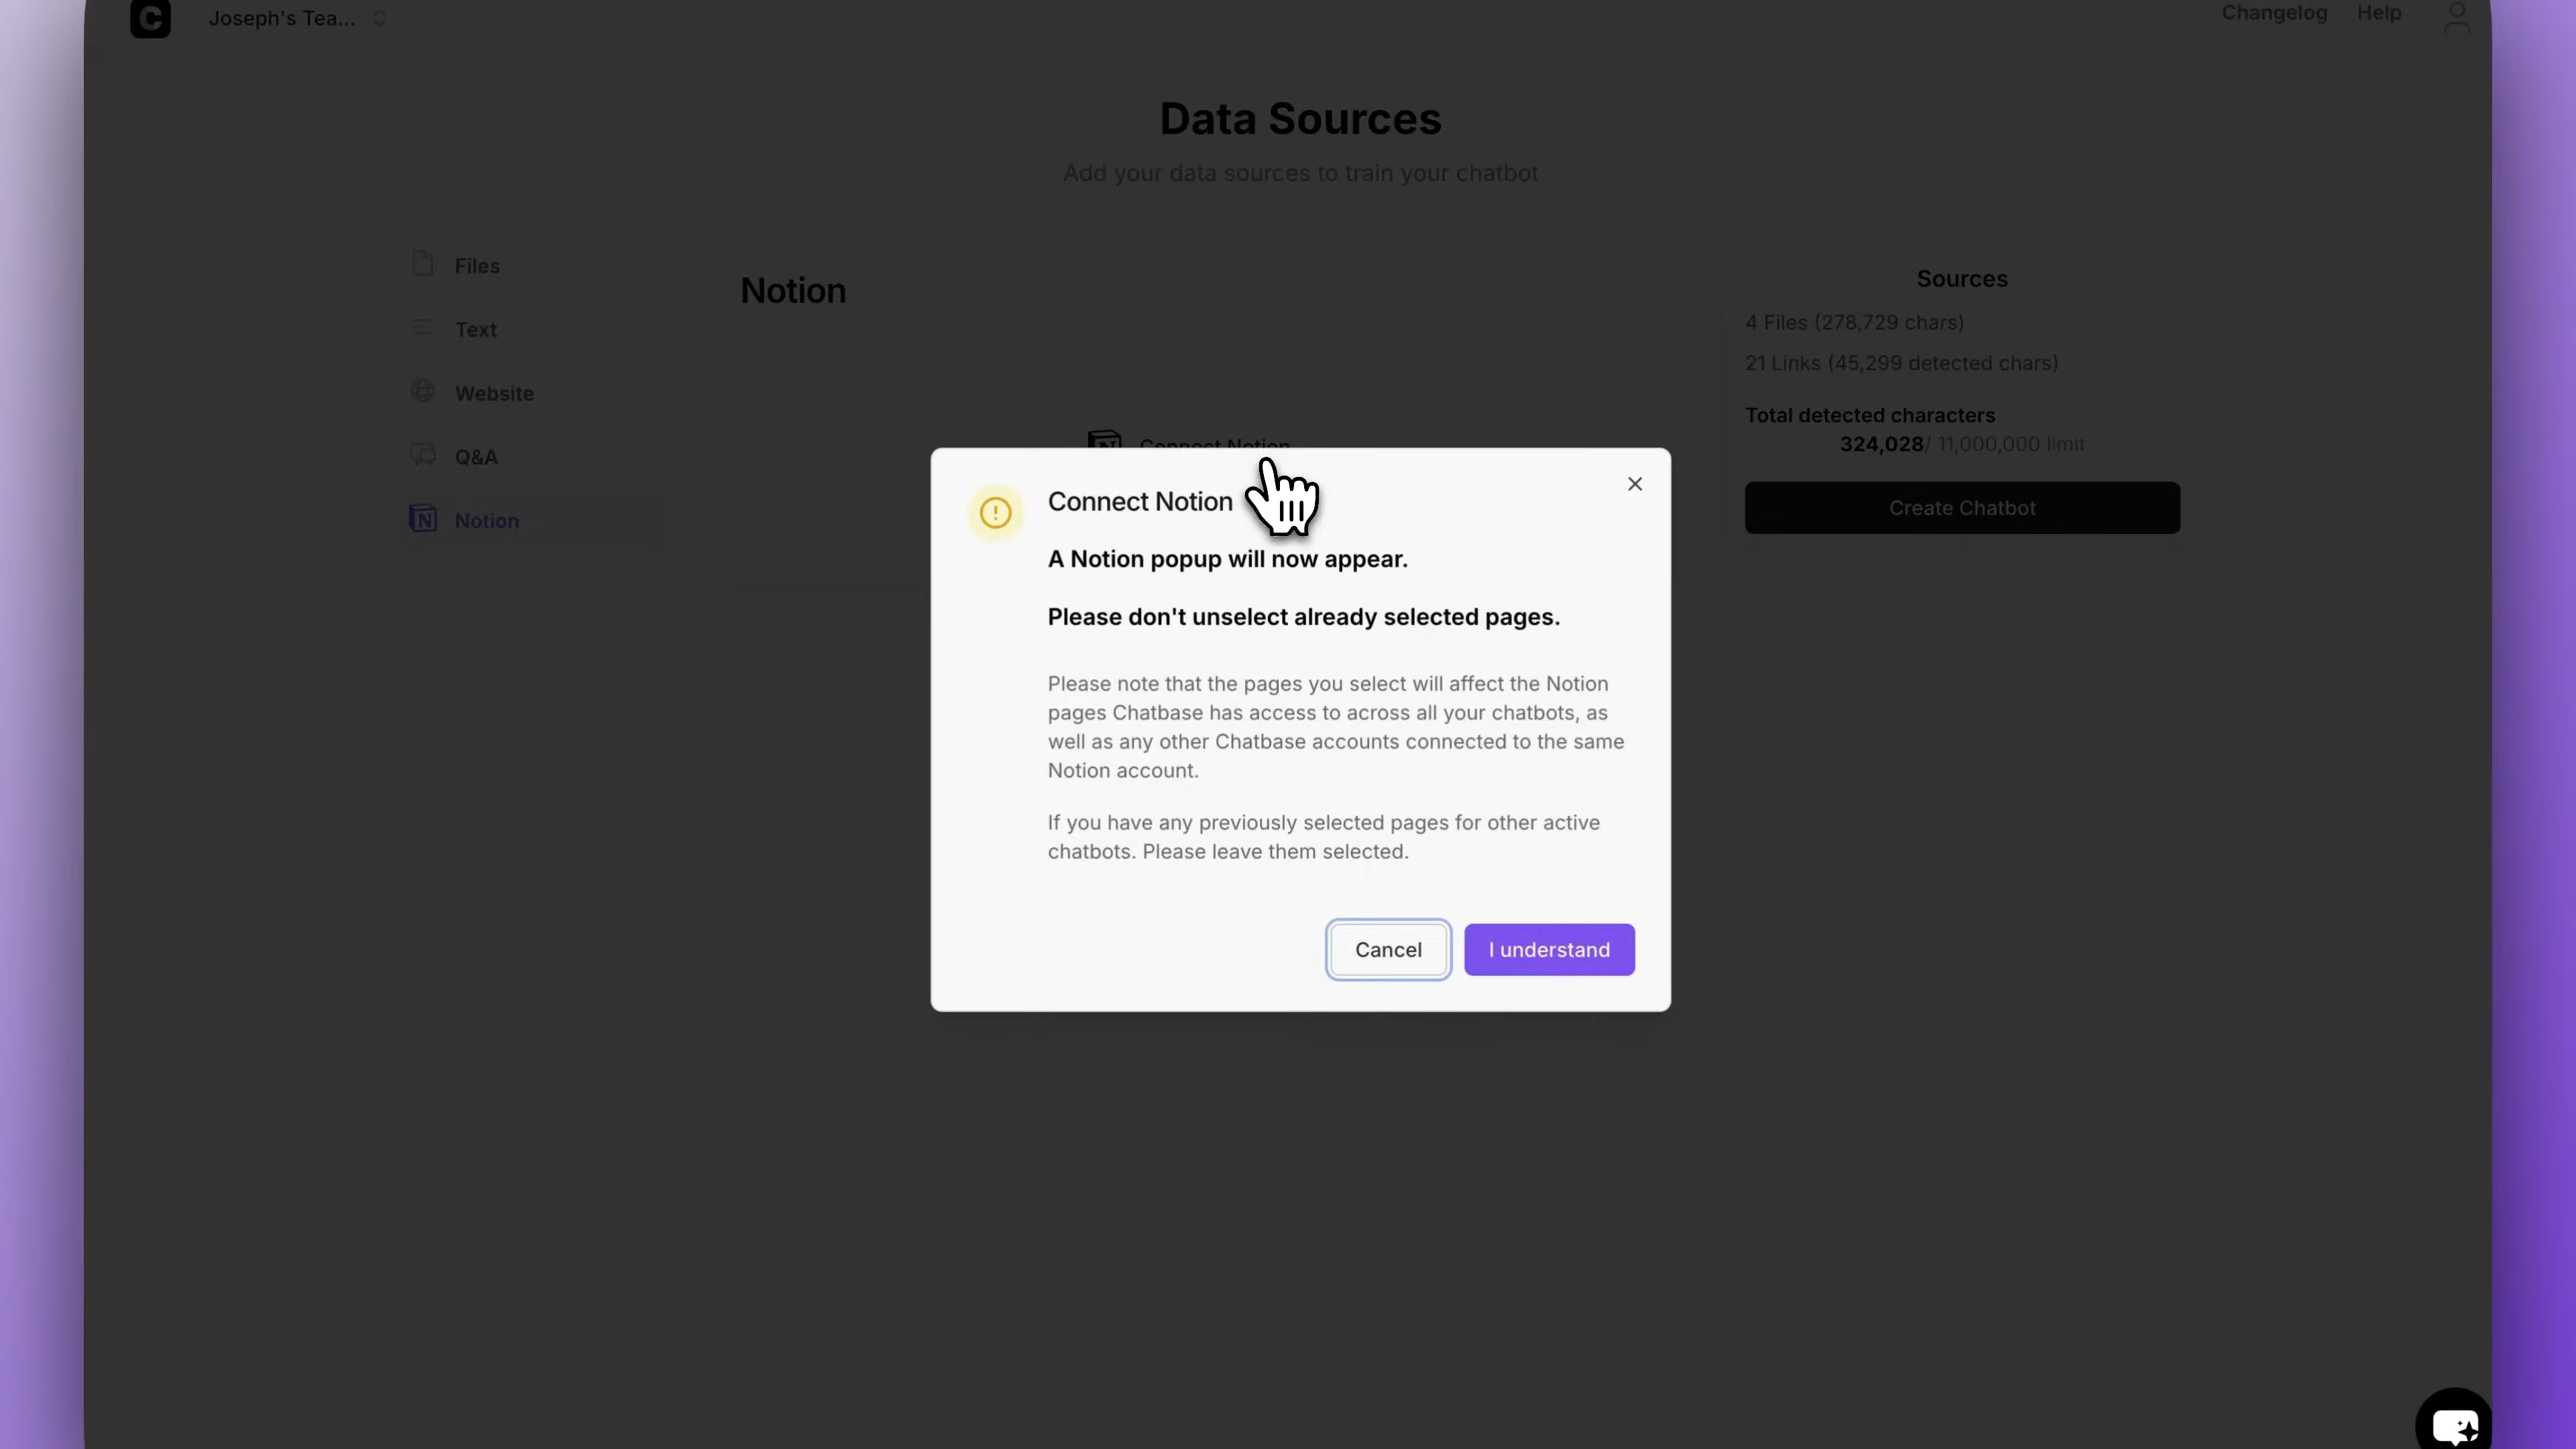 Joseph's Tea...
Changelog
Help
Data Sources
Add your data sources to train your chatbot
Files
Text
Website
Q&A
Notion
Notion
Connect Notion
Sources
4 Files (278,729 chars)
21 Links (45,299 detected chars)
Total detected characters
324,028/ 11,000,000 limit
Create Chatbot
Connect Notion
A Notion popup will now appear.
Please don't unselect already selected pages.
Please note that the pages you select will affect the Notion
pages Chatbase has access to across all your chatbots, as
well as any other Chatbase accounts connected to the same
Notion account.
If you have any previously selected pages for other active
chatbots. Please leave them selected.
Cancel
I understand